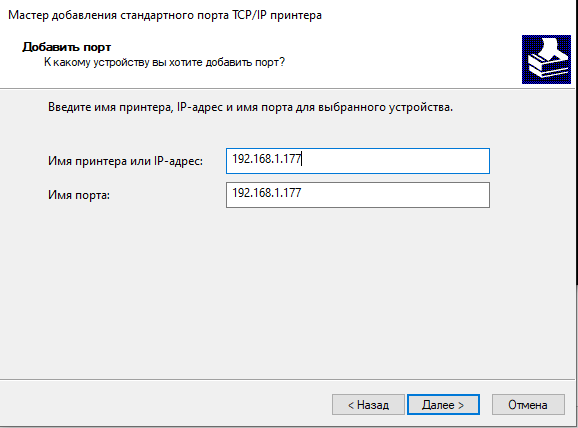 Мастер добавления стандартного порта TCP/IP принтера
Добавить порт
К какому устройству вы хотите добавить порт?
Введите имя принтера, IP-адрес и имя порта для выбранного устройства.
Имя принтера или IP-адрес: 192.168.1.177
Имя порта: 192.168.1.177
< Назад Далее > Отмена